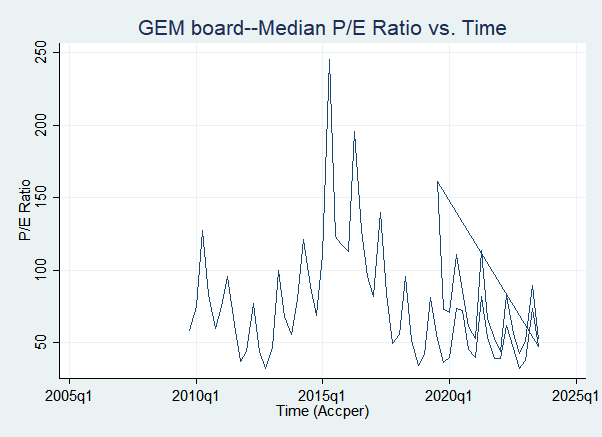 GEM board--Median P/E Ratio vs. Time
250
200
150
100
50
P/E Ratio
2005q1 2010q1 2015q1 2020q1 2025q1
Time (Accper)